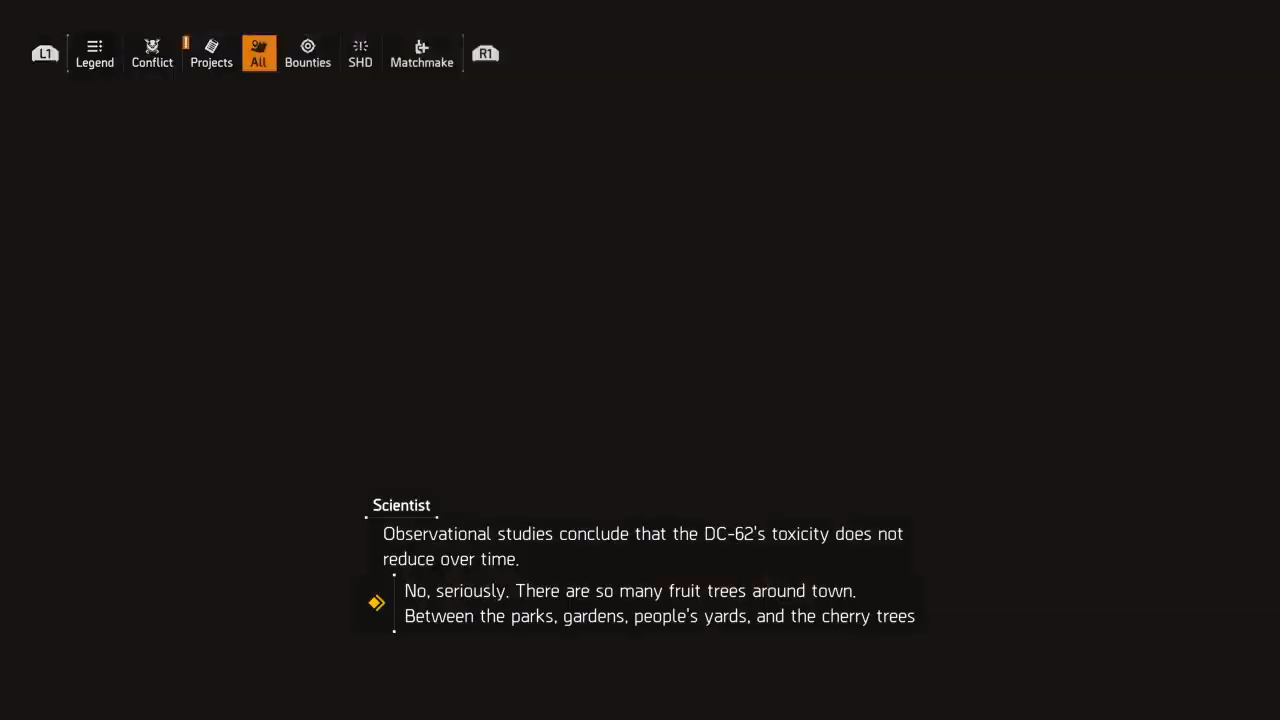 L1
Legend
Conflict
Projects
All
Bounties
SHD
Matchmake
R1
Scientist
Observational studies conclude that the DC-62's toxicity does not
reduce over time.
No, seriously. There are so many fruit trees around town.
Between the parks, gardens, people's yards, and the cherry trees